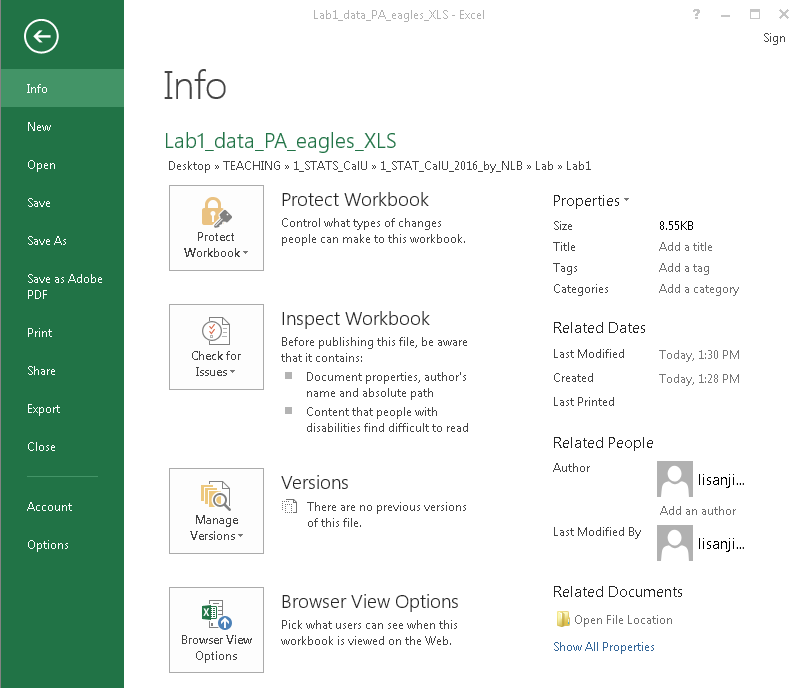 Lab1_data_PA_eagles_XLS - Excel
?
Sign
Info
New
Open
Save
Save As
Save as Adobe
PDF
Print
Share
Export
Close
Account
Options
Info
Lab1_data_PA_eagles_XLS
Desktop » TEACHING » 1_STATS_CalU » 1_STAT_CalU_2016_by_NLB » Lab » Lab1
Protect
Workbook
Protect Workbook
Control what types of changes
people can make to this workbook.
Check for
Issues
Inspect Workbook
Before publishing this file, be aware
that it contains:
Document properties, author's
name and absolute path
Content that people with
disabilities find difficult to read
Manage
Versions
Versions
There are no previous versions
of this file.
Browser View
Options
Browser View Options
Pick what users can see when this
workbook is viewed on the Web.
Properties
Size 8.55KB
Title Add a title
Tags Add a tag
Categories Add a category
Related Dates
Last Modified Today, 1:30 PM
Created Today, 1:28 PM
Last Printed
Related People
Author lisanji...
Add an author
Last Modified By lisanji...
Related Documents
Open File Location
Show All Properties